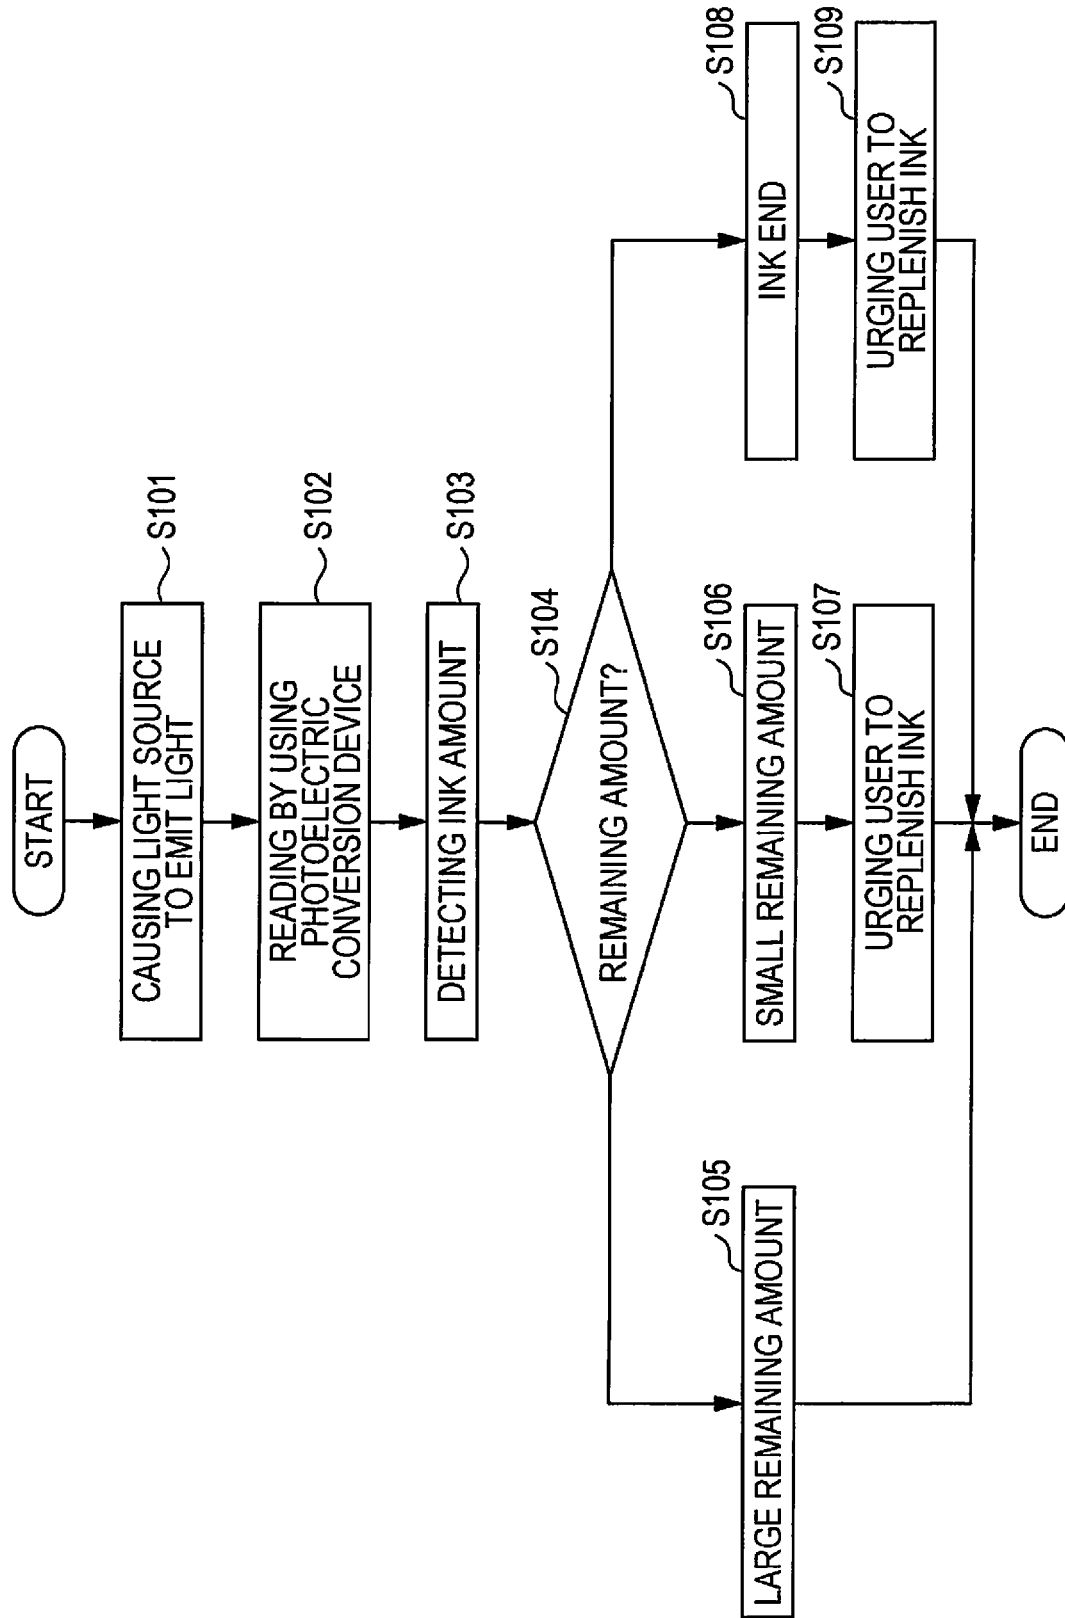 START
CAUSING LIGHT SOURCE
TO EMIT LIGHT
S101
READING BY USING
PHOTOELECTRIC
CONVERSION DEVICE
S102
DETECTING INK AMOUNT
S103
REMAINING AMOUNT?
S104
LARGE REMAINING AMOUNT
S105
SMALL REMAINING AMOUNT
S106
URGING USER TO
REPLENISH INK
S107
INK END
S108
URGING USER TO
REPLENISH INK
S109
END